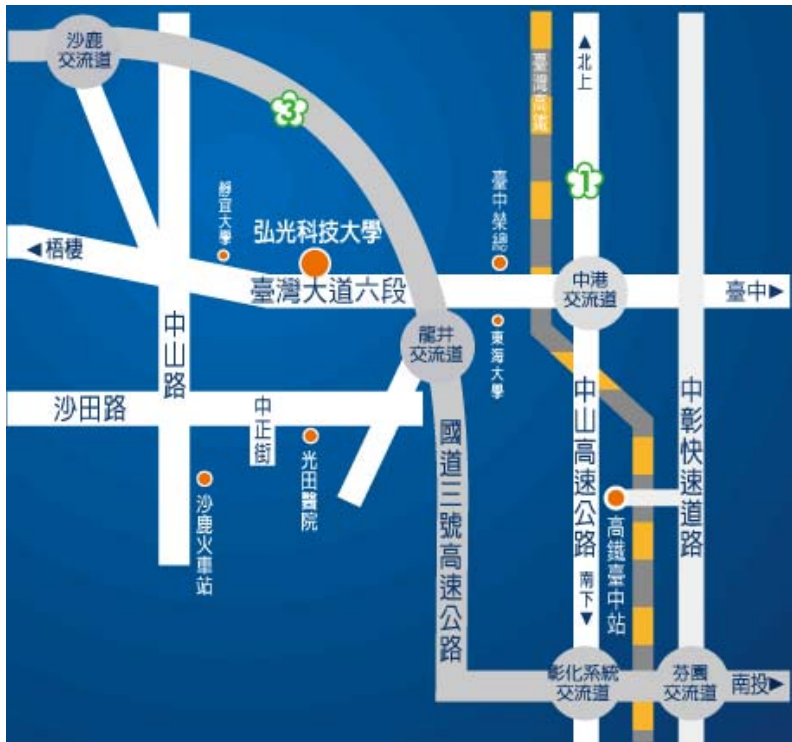 沙鹿
交流道
3
臺灣高鐵
▲北上
1
靜宜大學
弘光科技大學
臺中榮總
◀梧棲
臺灣大道六段
中港
交流道
臺中▶
中山路
龍井
交流道
東海大學
沙田路
中正街
光田醫院
沙鹿火車站
國道三號高速公路
中山高速公路
中彰快速道路
高鐵臺中站
南下▼
彰化系統
交流道
芬園
交流道
南投▶